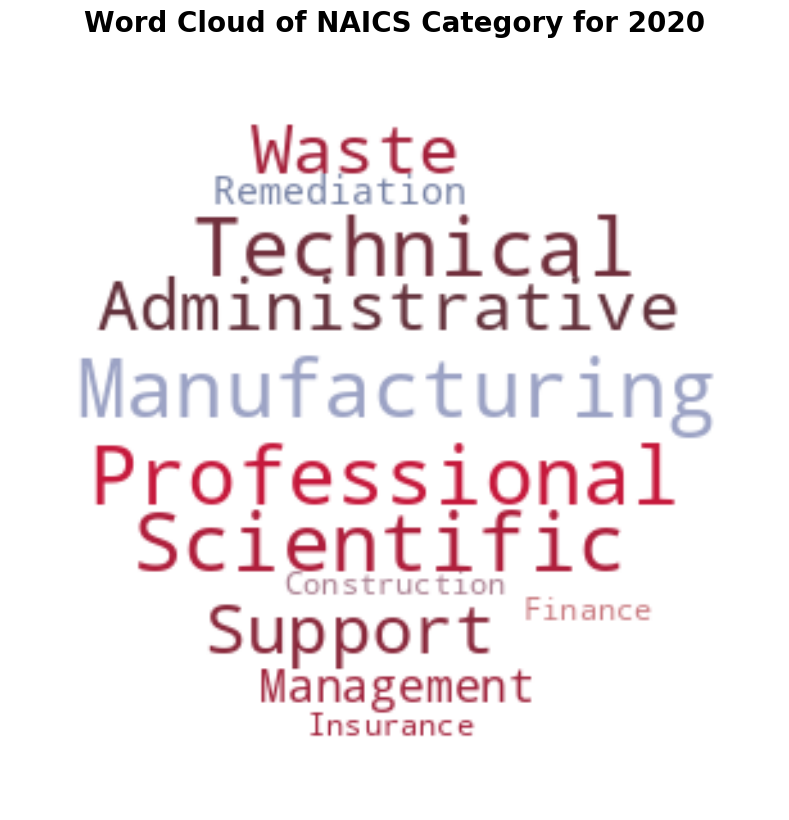 Word Cloud of NAICS Category for 2020
Waste
Remediation
Technical
Administrative
Manufacturing
Professional
Scientific
Construction
Finance
Support
Management
Insurance